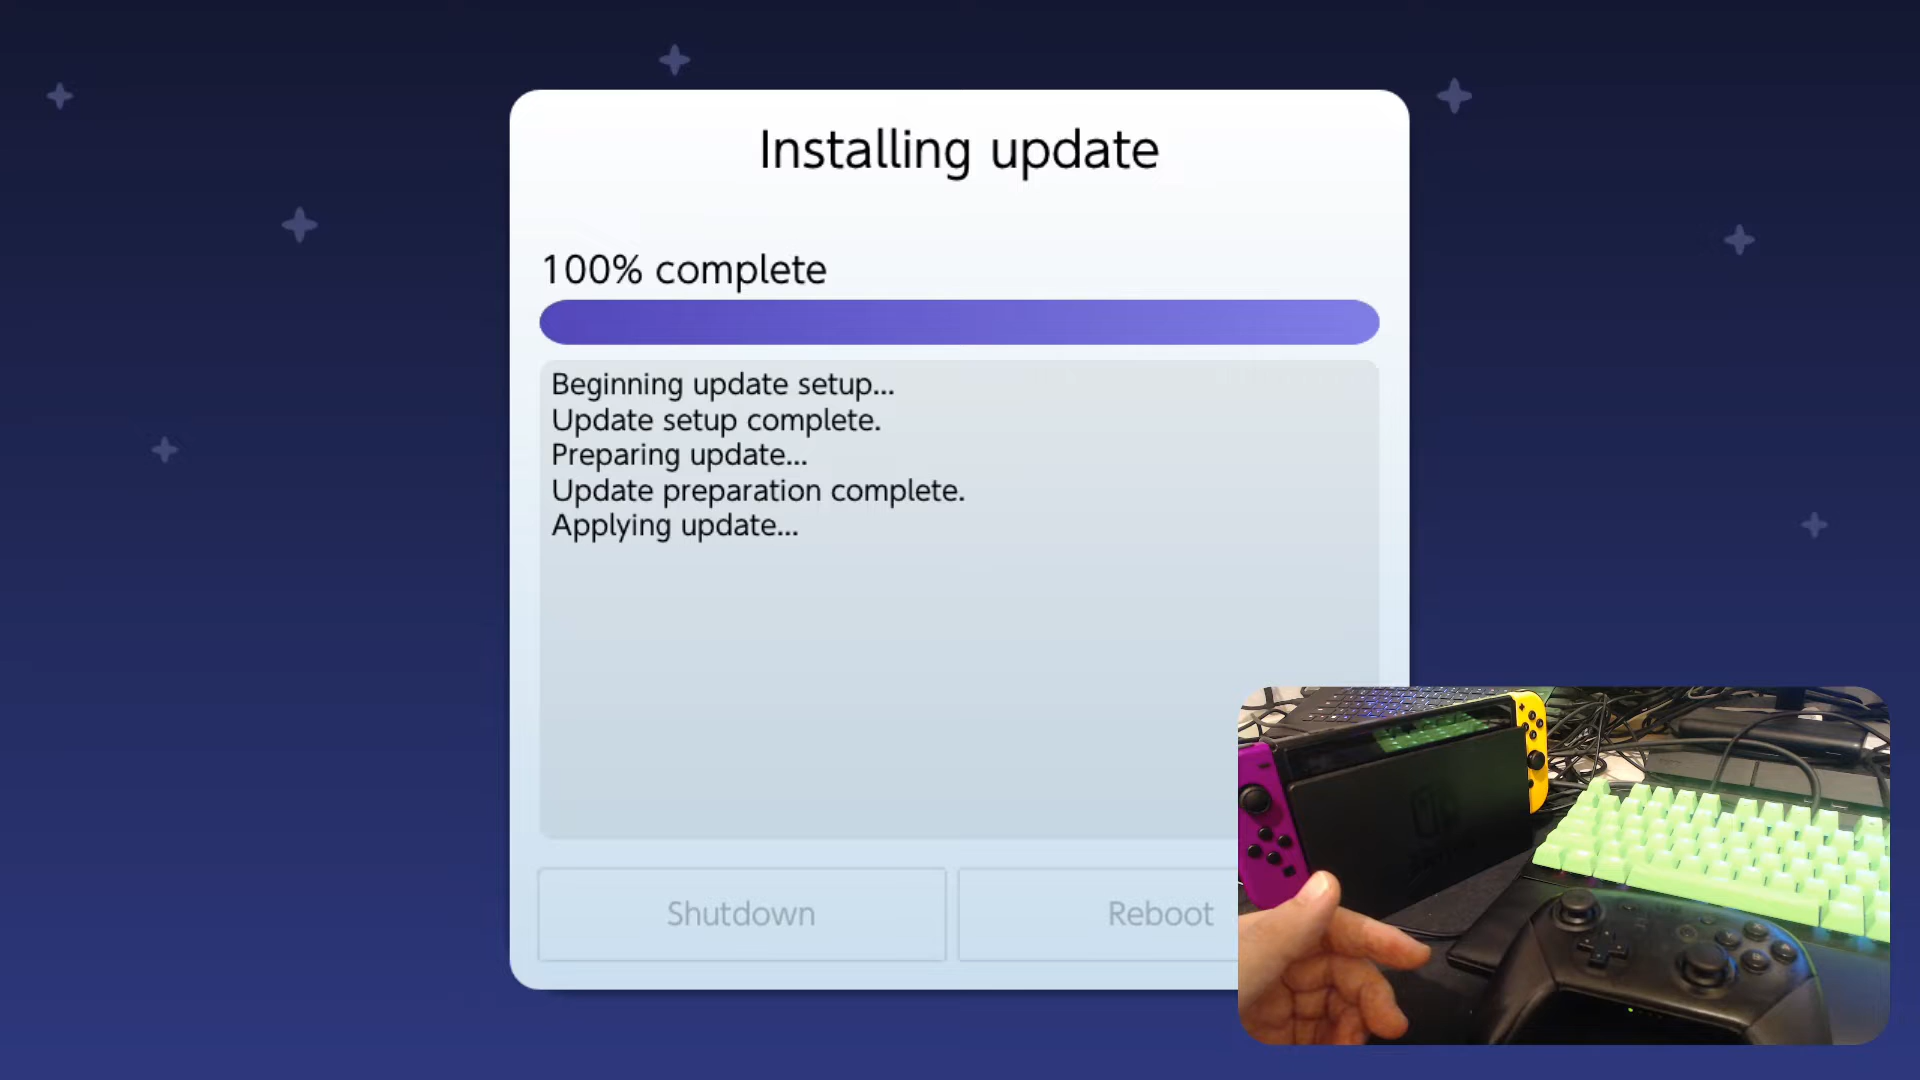 Installing update
100% complete
Beginning update setup...
Update setup complete.
Preparing update...
Update preparation complete.
Applying update...
Shutdown
Reboot